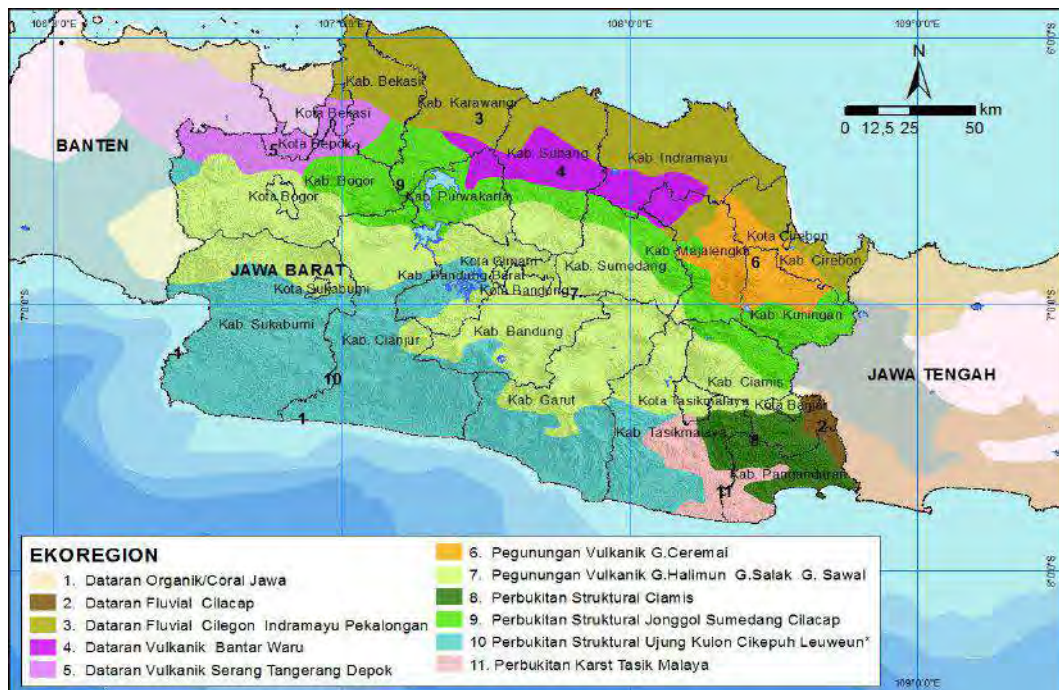 106°0'0"E 107°0'0"E 108°0'0"E 109°0'0"E
6°0'0"S
N
km
0 12,5 25 50
Kab. Bekasi
Kab. Karawang
3
Kota Bekasi
BANTEN
5
Kota Depok
Kab. Subang
4
Kab. Indramayu
Kab. Bogor
9
Kab. Purwakarta
Kota Bogor
Kota Cirebon
Kab. Majalengka
6
Kab. Cirebon
Kota Cimahi
Kab. Sumedang
JAWA BARAT
Kab. Bandung Barat
Kota Sukabumi
Kota Bandung
7
7°0'0"S
7°0'0"S
Kab. Kuningan
Kab. Sukabumi
Kab. Cianjur
Kab. Bandung
1
10
Kab. Ciamis
JAWA TENGAH
Kab. Garut
Kota Tasikmalaya
Kota Banjar
1
Kab. Tasikmalaya
8
2
Kab. Pangandaran
11
EKOREGION
1. Dataran Organik/Coral Jawa
2. Dataran Fluvial Cilacap
3. Dataran Fluvial Cilegon Indramayu Pekalongan
4. Dataran Vulkanik Bantar Waru
5. Dataran Vulkanik Serang Tangerang Depok
6. Pegunungan Vulkanik G.Ceremai
7. Pegunungan Vulkanik G.Halimun G.Salak G. Sawal
8. Perbukitan Struktural Ciamis
9. Perbukitan Struktural Jonggol Sumedang Cilacap
10 Perbukitan Struktural Ujung Kulon Cikepuh Leuweun*
11. Perbukitan Karst Tasik Malaya
8°0'0"S
109°0'0"E